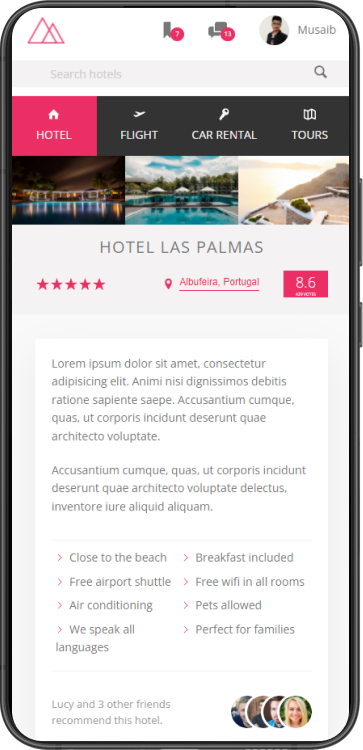 7
13
Musaib
Search hotels
HOTEL
FLIGHT
CAR RENTAL
TOURS
HOTEL LAS PALMAS
Albufeira, Portugal
8.6
429 VOTES
Lorem ipsum dolor sit amet, consectetur
adipisicing elit. Animi nisi dignissimos debitis
ratione sapiente saepe. Accusantium cumque,
quas, ut corporis incidunt deserunt quae
architecto voluptate.
Accusantium cumque, quas, ut corporis incidunt
deserunt quae architecto voluptate delectus,
inventore iure aliquid aliquam.
Close to the beach
Breakfast included
Free airport shuttle
Free wifi in all rooms
Air conditioning
Pets allowed
We speak all
languages
Perfect for families
Lucy and 3 other friends
recommend this hotel.